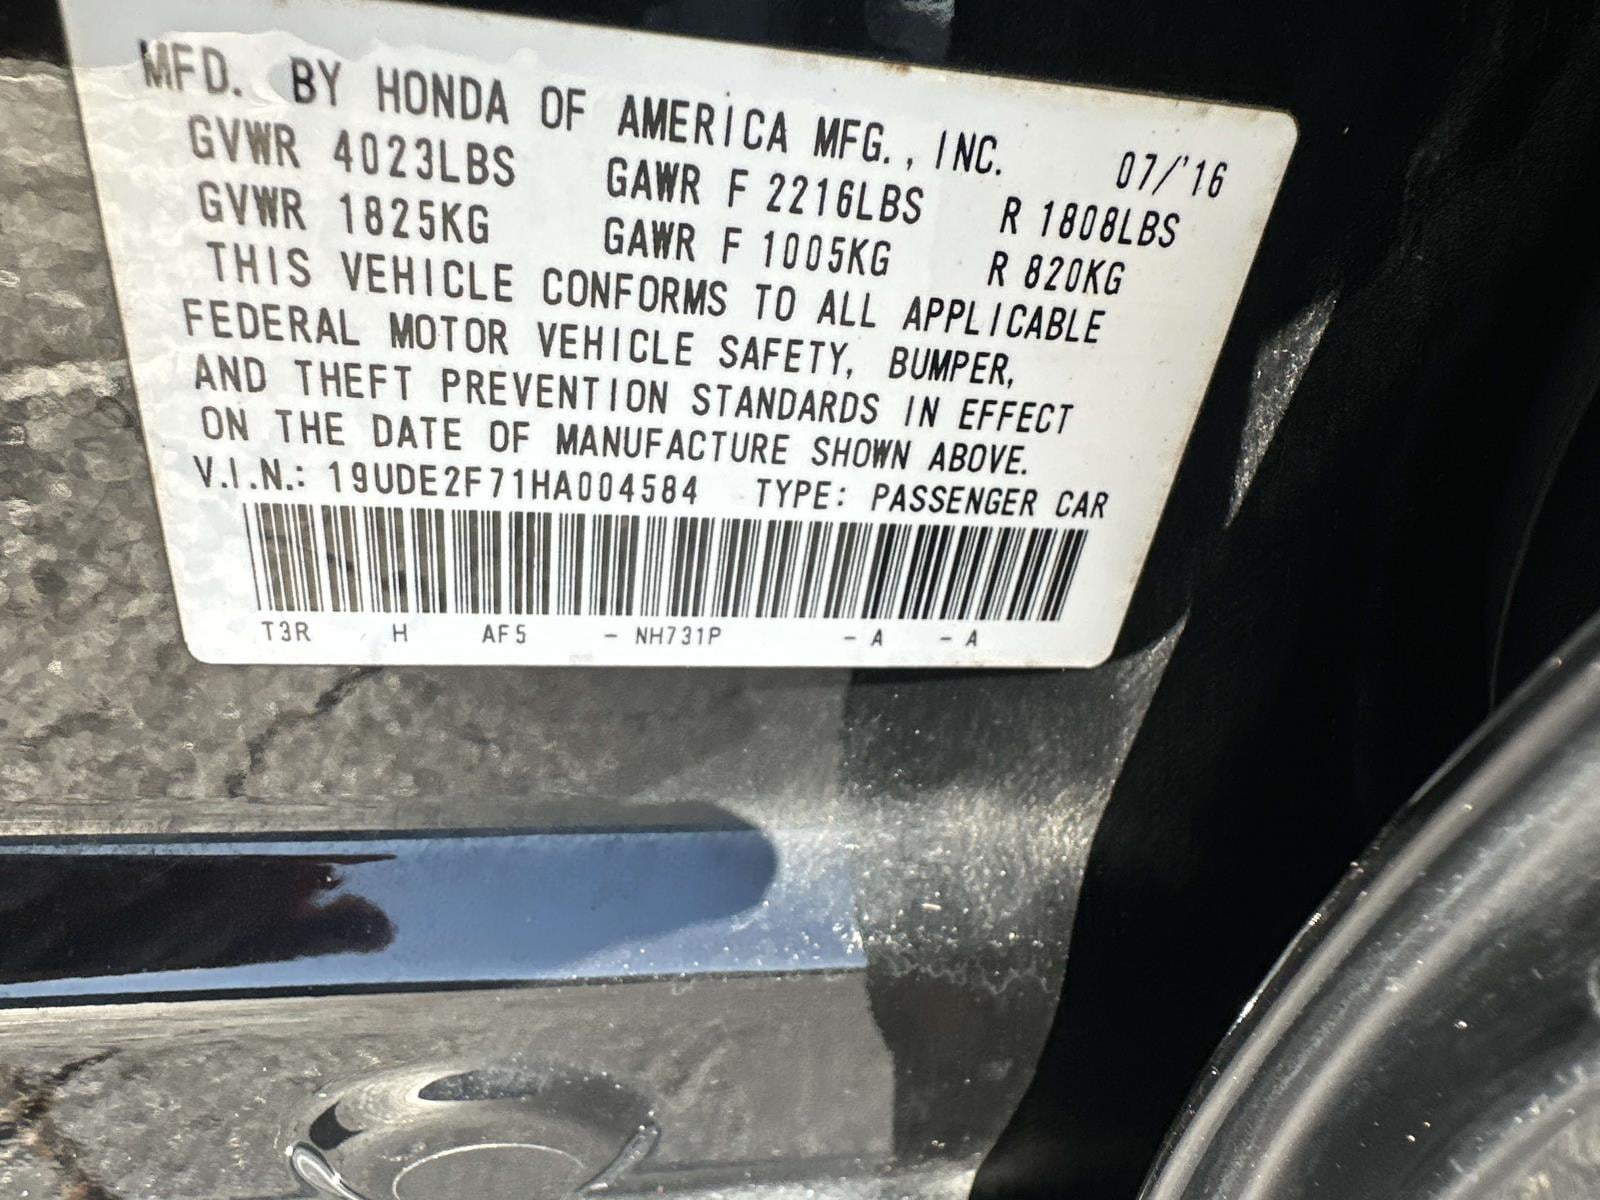 MFD. BY HONDA OF AMERICA MFG., INC. 07/'16
GVWR 4023LBS GAWR F 2216LBS R 1808LBS
GVWR 1825KG GAWR F 1005KG R 820KG
THIS VEHICLE CONFORMS TO ALL APPLICABLE
FEDERAL MOTOR VEHICLE SAFETY, BUMPER,
AND THEFT PREVENTION STANDARDS IN EFFECT
ON THE DATE OF MANUFACTURE SHOWN ABOVE.
V.I.N.: 19UDE2F71HA004584 TYPE: PASSENGER CAR
T3R H AF5 - NH731P - A - A